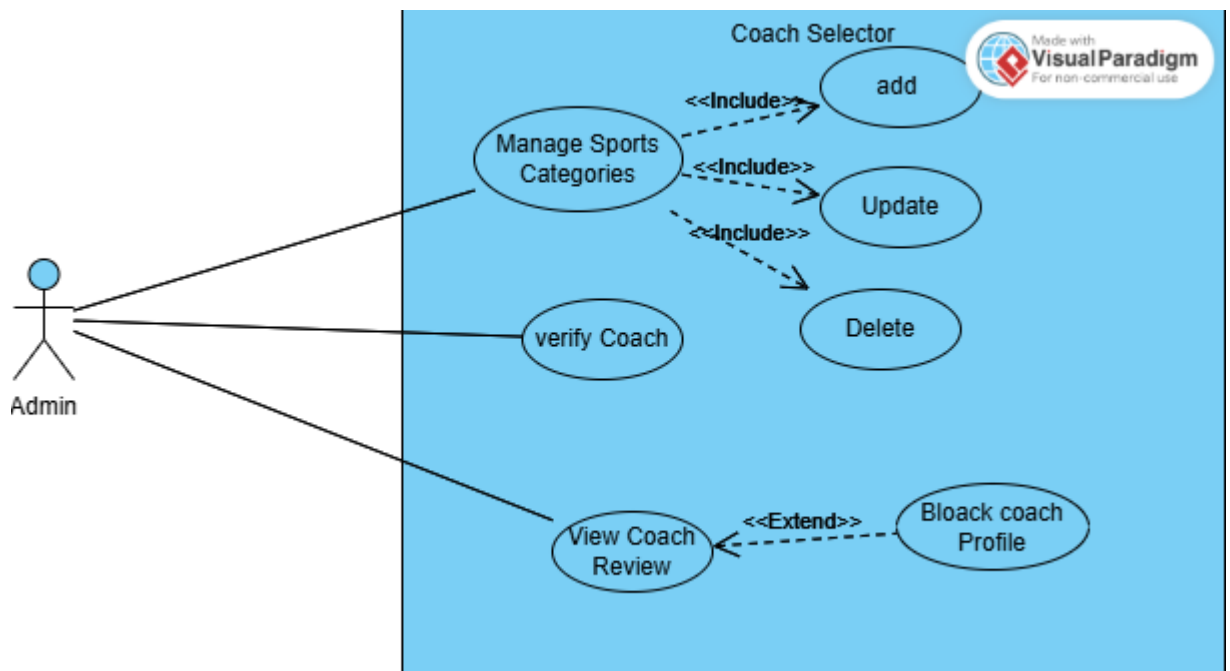 Coach Selector
Made with
Visual Paradigm
For non-commercial use
add
<<Include>>
Manage Sports
Categories
<<Include>>
Update
<<Include>>
Delete
verify Coach
Admin
View Coach
Review
<<Extend>>
Bloack coach
Profile